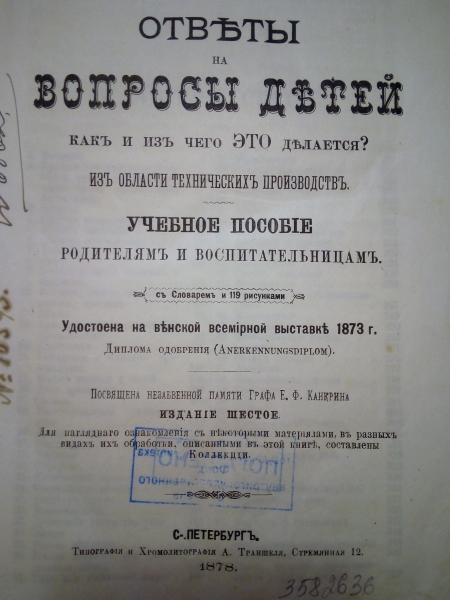 ОТВѢТЫ
НА
ВОПРОСЫ ДѢТЕЙ
КАКЪ И ИЗЪ ЧЕГО ЭТО ДѢЛАЕТСЯ?
ИЗЪ ОБЛАСТИ ТЕХНИЧЕСКИХЪ ПРОИЗВОДСТВЪ.
УЧЕБНОЕ ПОСОБІЕ
РОДИТЕЛЯМЪ И ВОСПИТАТЕЛЬНИЦАМЪ.
съ Словаремъ и 119 рисунками
Удостоена на вѣнской всемірной выставкѣ 1873 г.
Диплома одобренія (Anerkennungsdiplom).
Посвящена незабвенной памяти Графа Е. Ф. Канкрина
ИЗДАНІЕ ШЕСТОЕ.
Для нагляднаго ознакомленія съ нѣкоторыми матеріялами, въ разныхъ
видахъ ихъ обработки, описанными въ этой книгѣ, составлены
Коллекціи.
ПОГАШЕНО
С-.ПЕТЕРБУРГЪ.
Типографія и Хромолитографія А. Траншеля, Стремянная 12.
1878.
3582636